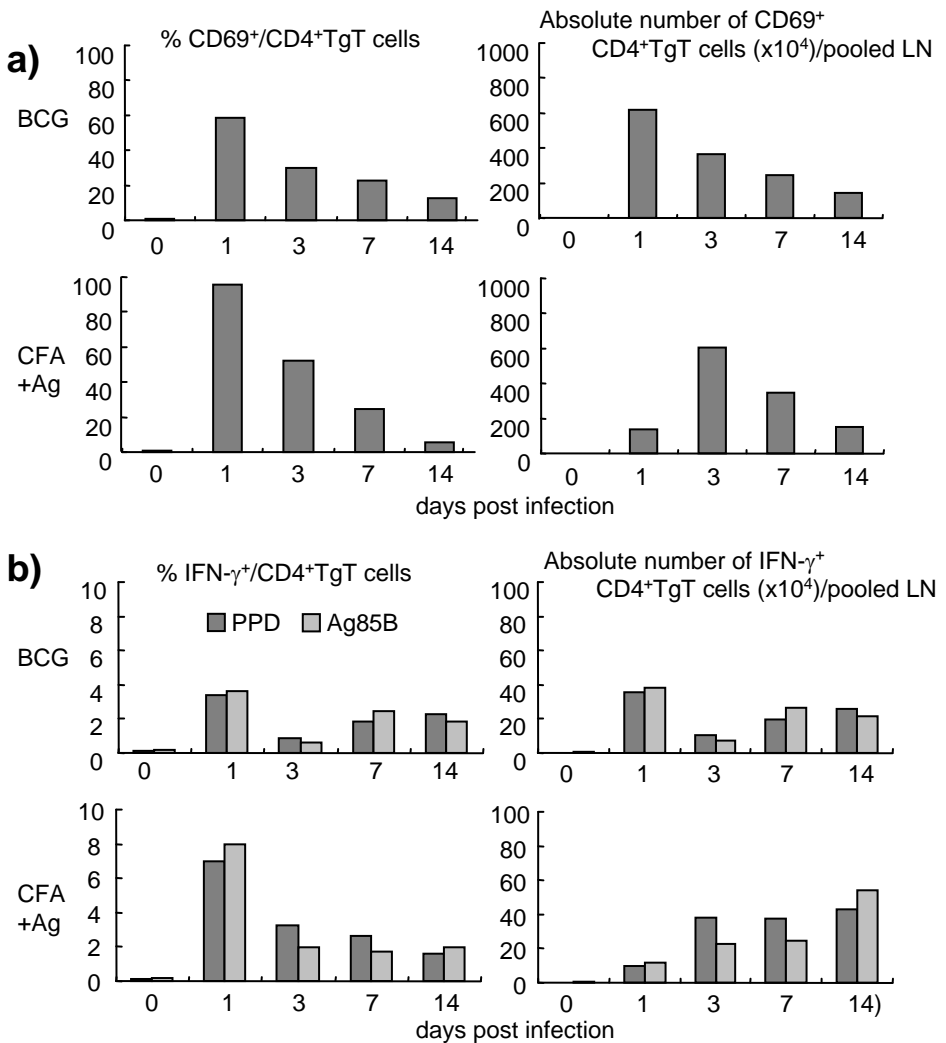 a)
% CD69⁺/CD4⁺TgT cells
Absolute number of CD69⁺
CD4⁺TgT cells (x10⁴)/pooled LN
BCG
100
80
60
40
20
0
0 1 3 7 14
1000
800
600
400
200
0
0 1 3 7 14
CFA
+Ag
100
80
60
40
20
0
0 1 3 7 14
1000
800
600
400
200
0
0 1 3 7 14
days post infection
b)
% IFN-γ⁺/CD4⁺TgT cells
Absolute number of IFN-γ⁺
CD4⁺TgT cells (x10⁴)/pooled LN
PPD Ag85B
BCG
10
8
6
4
2
0
0 1 3 7 14
100
80
60
40
20
0
0 1 3 7 14
CFA
+Ag
10
8
6
4
2
0
0 1 3 7 14
100
80
60
40
20
0
0 1 3 7 14)
days post infection